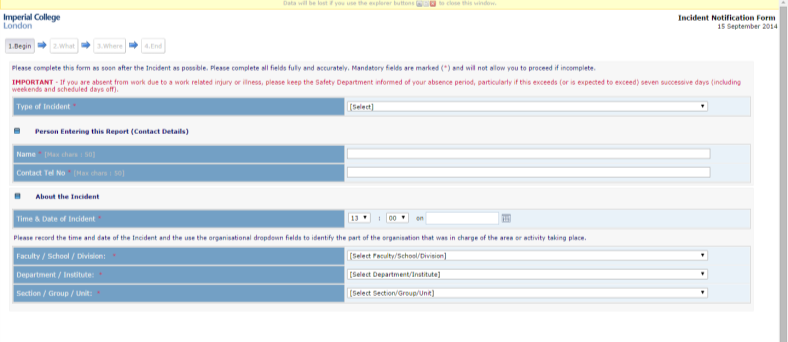 Data will be lost if you use the explorer buttons to close this window.
Imperial College
London
Incident Notification Form
15 September 2014
1.Begin
2.What
3.Where
4.End
Please complete this form as soon after the Incident as possible. Please complete all fields fully and accurately. Mandatory fields are marked (*) and will not allow you to proceed if incomplete.
IMPORTANT - If you are absent from work due to a work related injury or illness, please keep the Safety Department informed of your absence period, particularly if this exceeds (or is expected to exceed) seven successive days (including
weekends and scheduled days off).
Type of Incident * [Select]
Person Entering this Report (Contact Details)
Name * [Max chars : 50]
Contact Tel No * [Max chars : 50]
About the Incident
Time & Date of Incident * 13 : 00 on
Please record the time and date of the Incident and the use the organisational dropdown fields to identify the part of the organisation that was in charge of the area or activity taking place.
Faculty / School / Division: * [Select Faculty/School/Division]
Department / Institute: * [Select Department/Institute]
Section / Group / Unit: * [Select Section/Group/Unit]